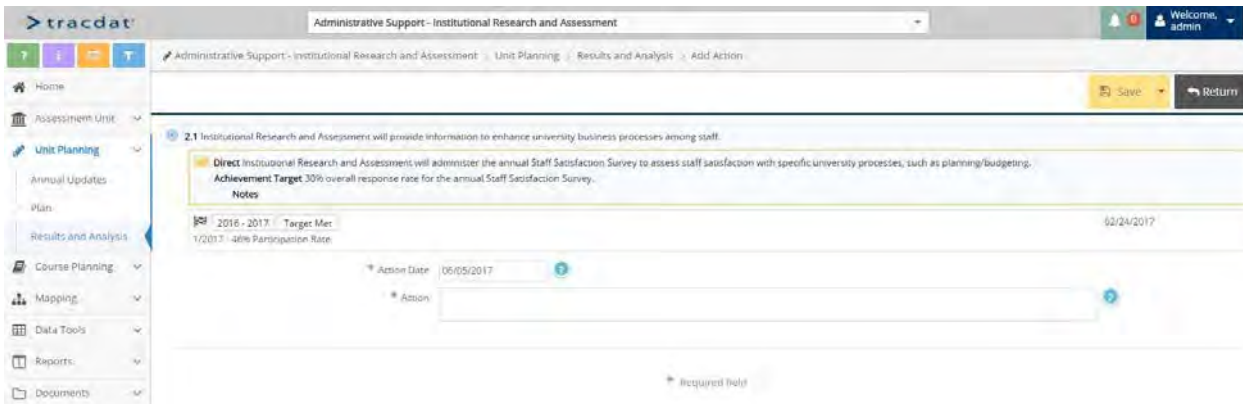 tracdat
Administrative Support - Institutional Research and Assessment
0
Welcome, admin
? i T
Administrative Support - Institutional Research and Assessment > Unit Planning > Results and Analysis > Add Action
Home
Save
Return
Assessment Unit
2.1 Institutional Research and Assessment will provide information to enhance university business processes among staff.
Unit Planning
Direct Institutional Research and Assessment will administer the annual Staff Satisfaction Survey to assess staff satisfaction with specific university processes, such as planning/budgeting.
Achievement Target 30% overall response rate for the annual Staff Satisfaction Survey.
Notes
Annual Updates
Plan
2016 - 2017 Target Met
02/24/2017
1/2017 - 46% Participation Rate
Results and Analysis
Course Planning
* Action Date 06/05/2017 ?
Mapping
* Action ?
Data Tools
Reports
* Required field
Documents